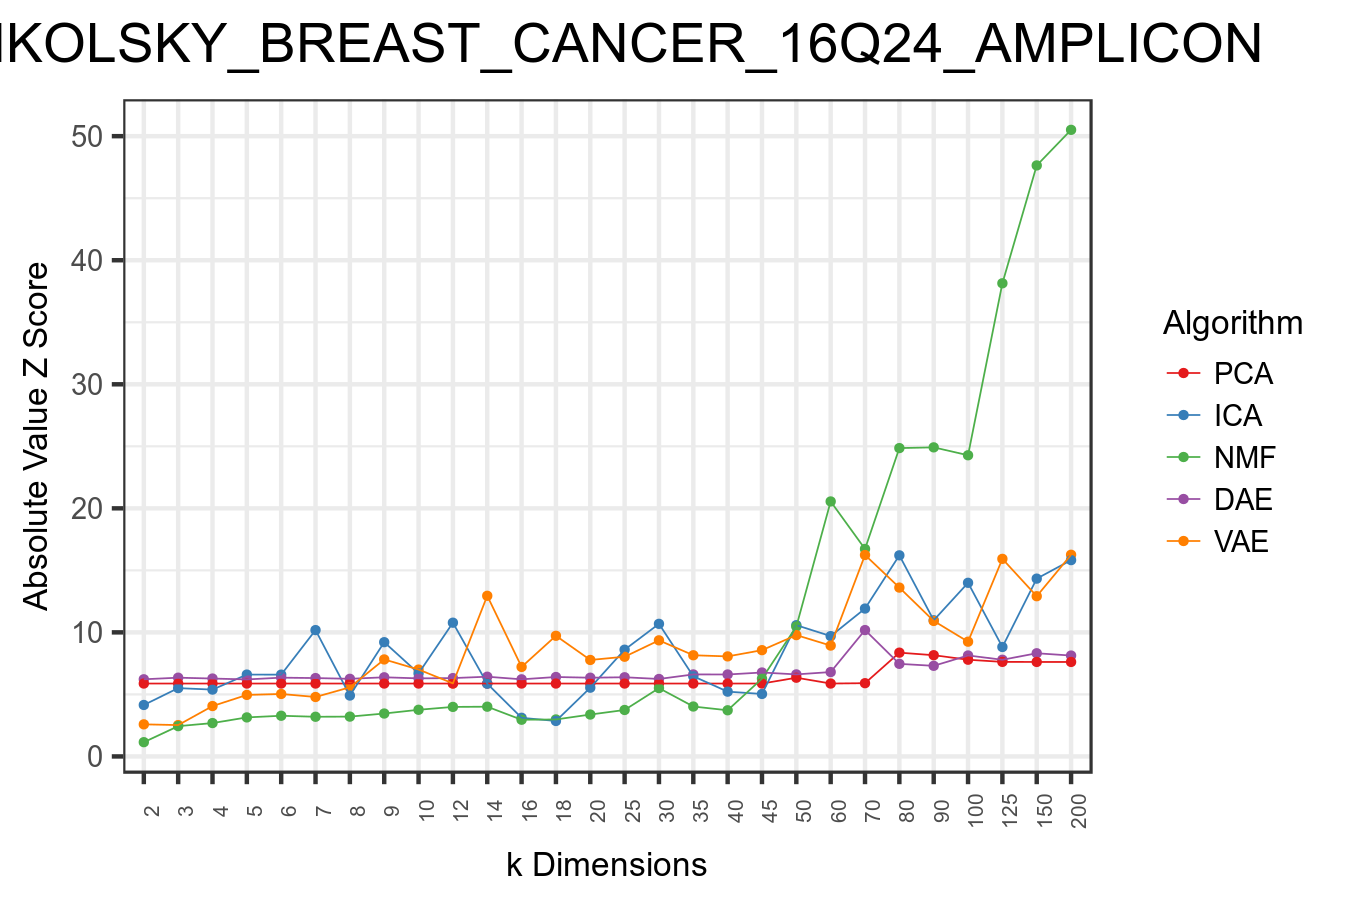 IKOLSKY_BREAST_CANCER_16Q24_AMPLICON
50
40
30
20
10
0
Absolute Value Z Score
2 3 4 5 6 7 8 9 10 12 14 16 18 20 25 30 35 40 45 50 60 70 80 90 100 125 150 200
k Dimensions
Algorithm
PCA
ICA
NMF
DAE
VAE